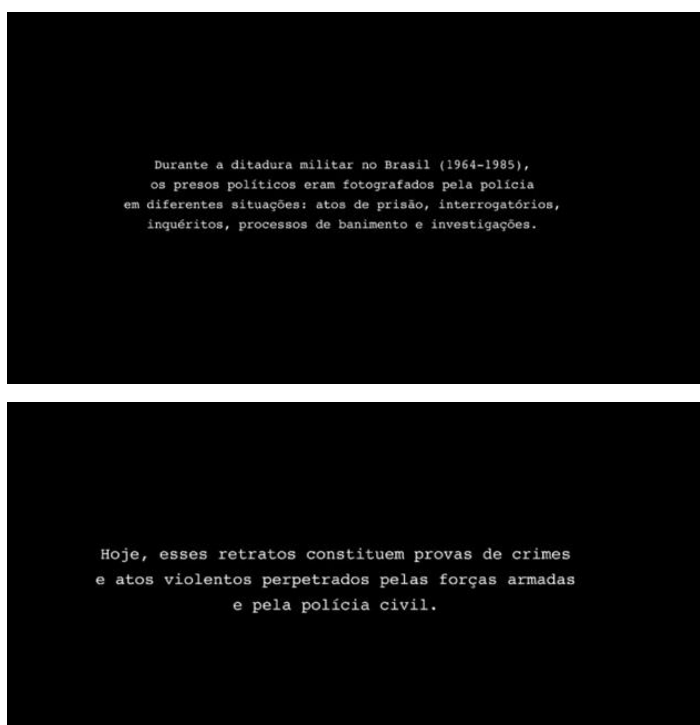 Durante a ditadura militar no Brasil (1964-1985),
os presos políticos eram fotografados pela polícia
em diferentes situações: atos de prisão, interrogatórios,
inquéritos, processos de banimento e investigações.
Hoje, esses retratos constituem provas de crimes
e atos violentos perpetrados pelas forças armadas
e pela polícia civil.